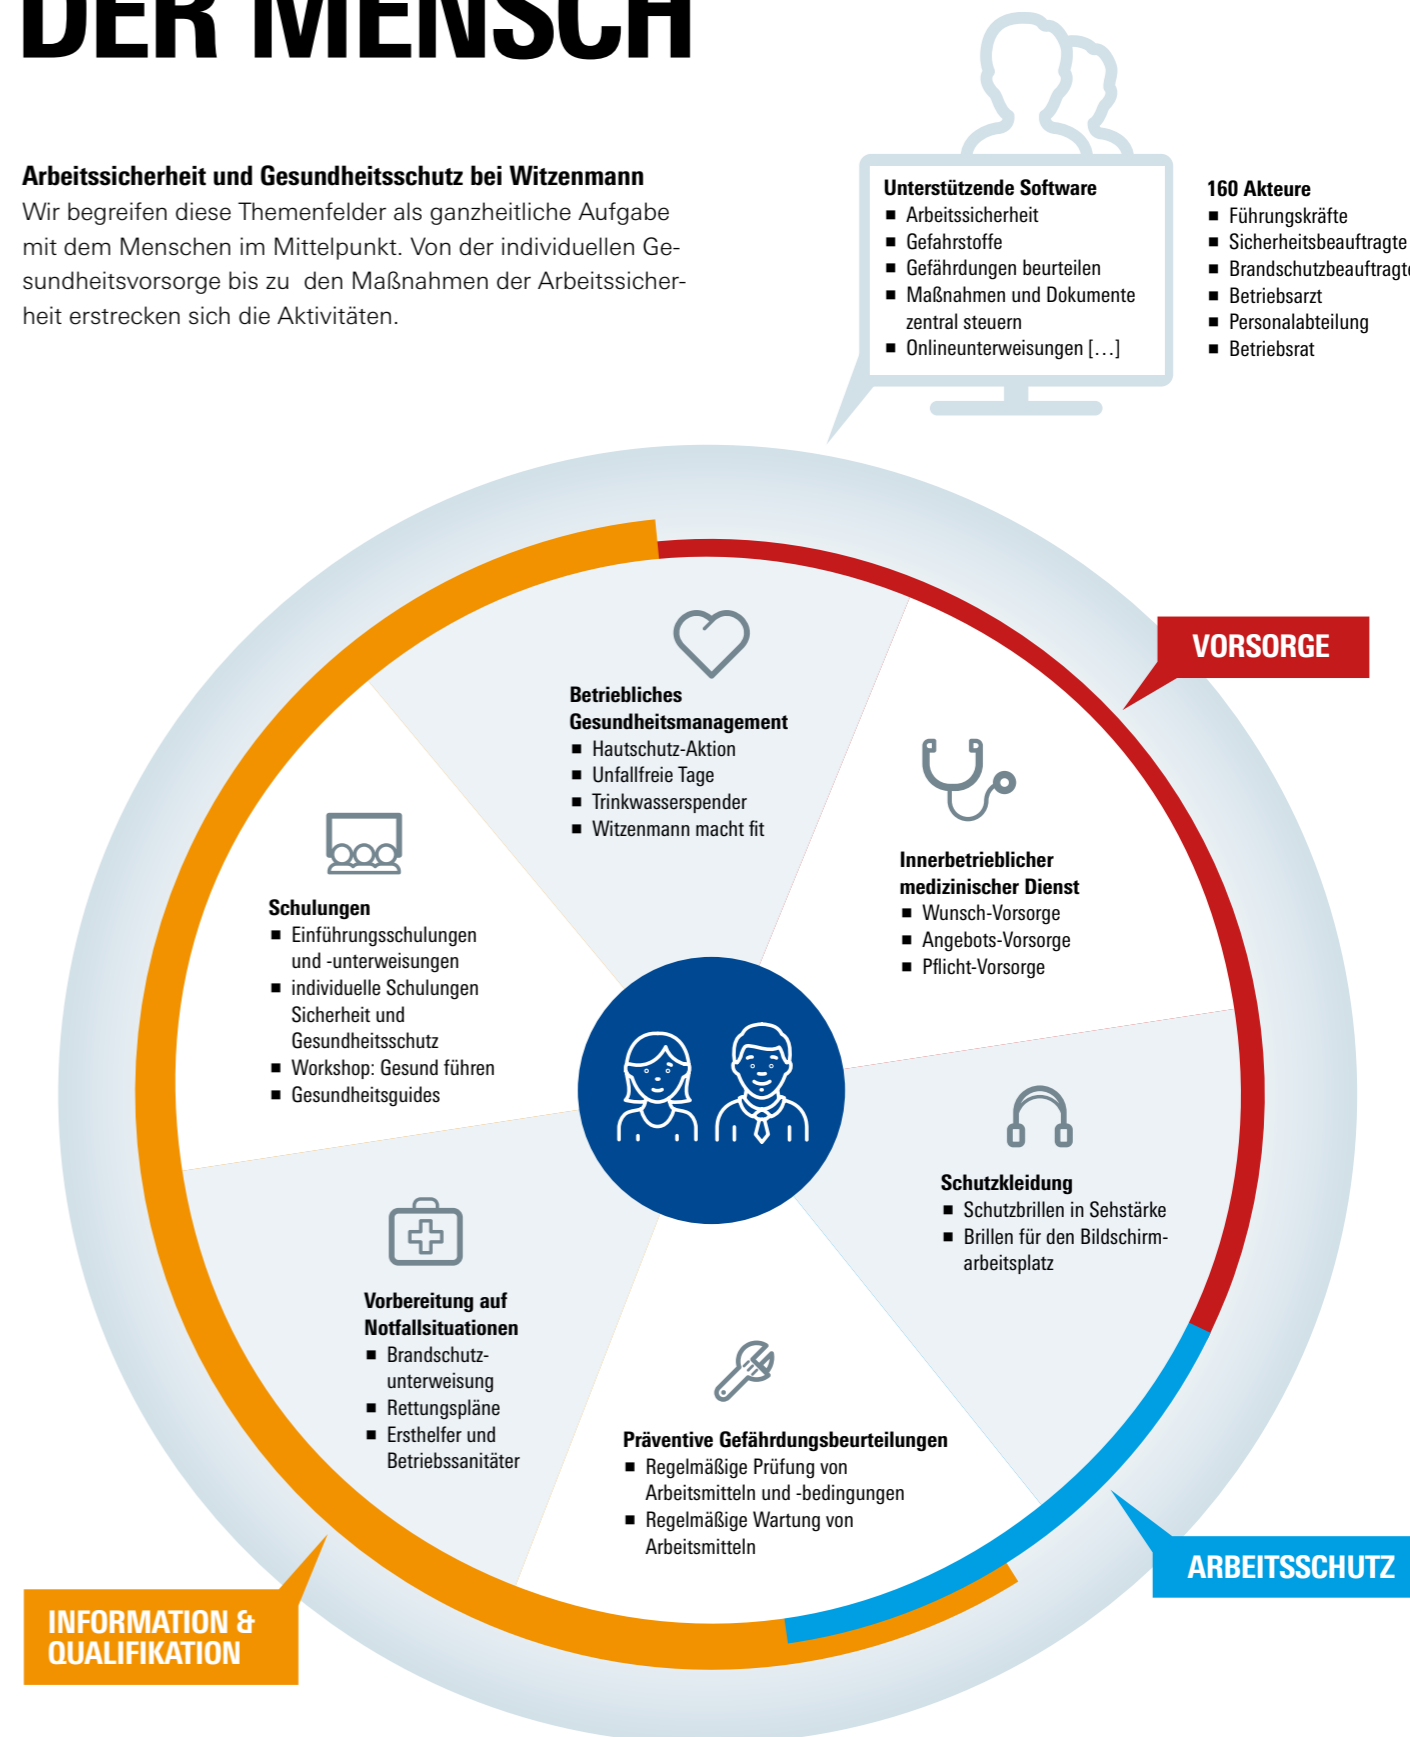 DER MENSCH
Arbeitssicherheit und Gesundheitsschutz bei Witzenmann
Wir begreifen diese Themenfelder als ganzheitliche Aufgabe
mit dem Menschen im Mittelpunkt. Von der individuellen Ge-
sundheitsvorsorge bis zu den Maßnahmen der Arbeitssicher-
heit erstrecken sich die Aktivitäten.
Unterstützende Software
■ Arbeitssicherheit
■ Gefahrstoffe
■ Gefährdungen beurteilen
■ Maßnahmen und Dokumente
zentral steuern
■ Onlineunterweisungen […]
160 Akteure
■ Führungskräfte
■ Sicherheitsbeauftragte
■ Brandschutzbeauftragte
■ Betriebsarzt
■ Personalabteilung
■ Betriebsrat
VORSORGE
Betriebliches
Gesundheitsmanagement
■ Hautschutz-Aktion
■ Unfallfreie Tage
■ Trinkwasserspender
■ Witzenmann macht fit
Innerbetrieblicher
medizinischer Dienst
■ Wunsch-Vorsorge
■ Angebots-Vorsorge
■ Pflicht-Vorsorge
Schulungen
■ Einführungsschulungen
und -unterweisungen
■ individuelle Schulungen
Sicherheit und
Gesundheitsschutz
■ Workshop: Gesund führen
■ Gesundheitsguides
Schutzkleidung
■ Schutzbrillen in Sehstärke
■ Brillen für den Bildschirm-
arbeitsplatz
Vorbereitung auf
Notfallsituationen
■ Brandschutz-
unterweisung
■ Rettungspläne
■ Ersthelfer und
Betriebssanitäter
Präventive Gefährdungsbeurteilungen
■ Regelmäßige Prüfung von
Arbeitsmitteln und -bedingungen
■ Regelmäßige Wartung von
Arbeitsmitteln
ARBEITSSCHUTZ
INFORMATION &
QUALIFIKATION